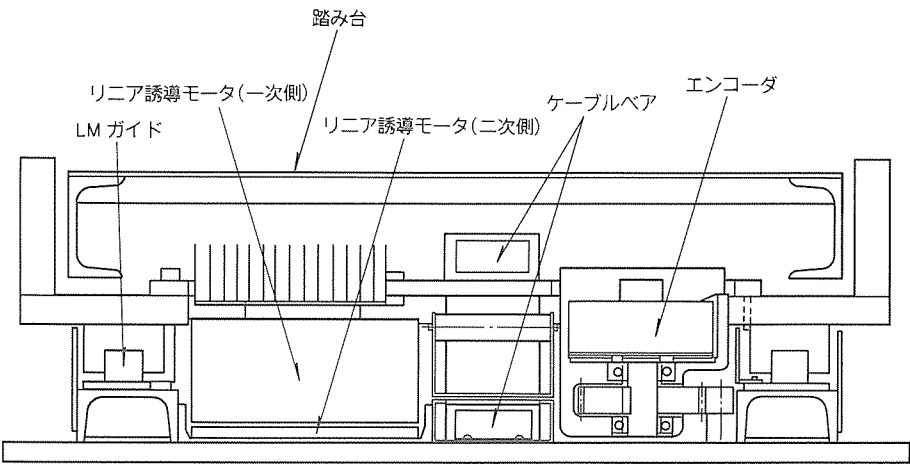 踏み台
リニア誘導モータ(一次側)
エンコーダ
ケーブルベア
LM ガイド
リニア誘導モータ(二次側)